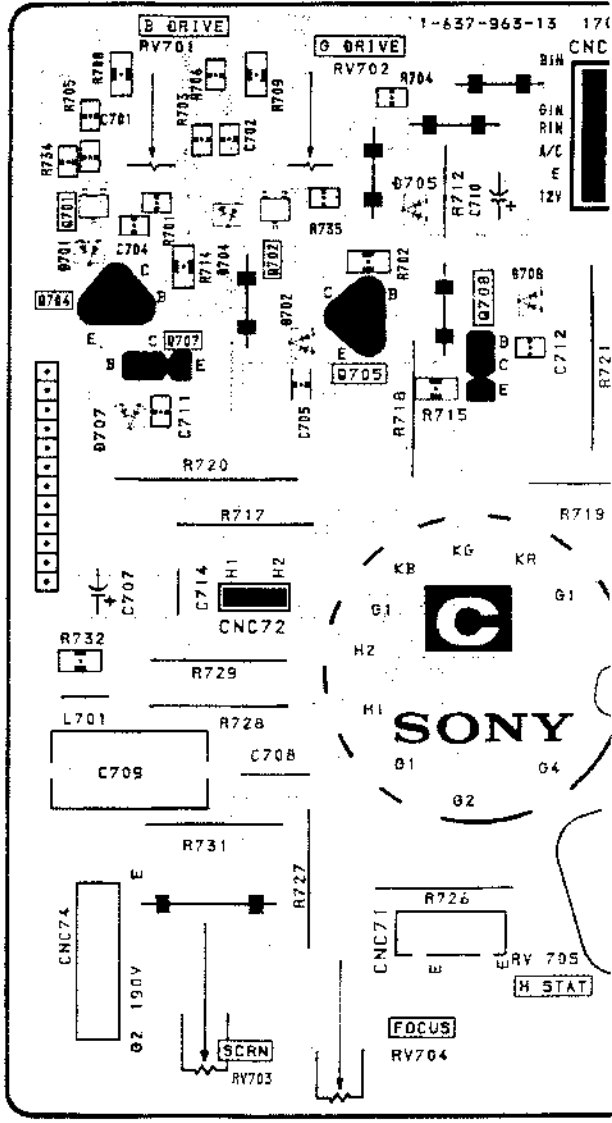 B DRIVE
RV701
G DRIVE
RV702
1-637-963-13 170
CNC
BIN
GIN
RIN
A/C
E
12V
R708
R706
R709
R704
R705
C701
R703
C702
R734
D705
R712
C710
Q701
R701
R735
C704
D701
R714
D704
Q702
R702
Q708
D708
C
B
E
Q704
C
B
E
Q705
D702
B
C
E
Q707
B
C
E
C712
R721
D707
C711
C705
R718
R715
R720
R717
R719
C707
C714
H1
H2
CNC72
KB
KG
KR
G1
G1
H2
C
H1
SONY
G1
G2
G4
R732
R729
L701
R728
C709
C708
R731
R727
E
CNC74
G2 190V
R726
CNC71
E
E
RV 705
H STAT
SCRN
RV703
FOCUS
RV704